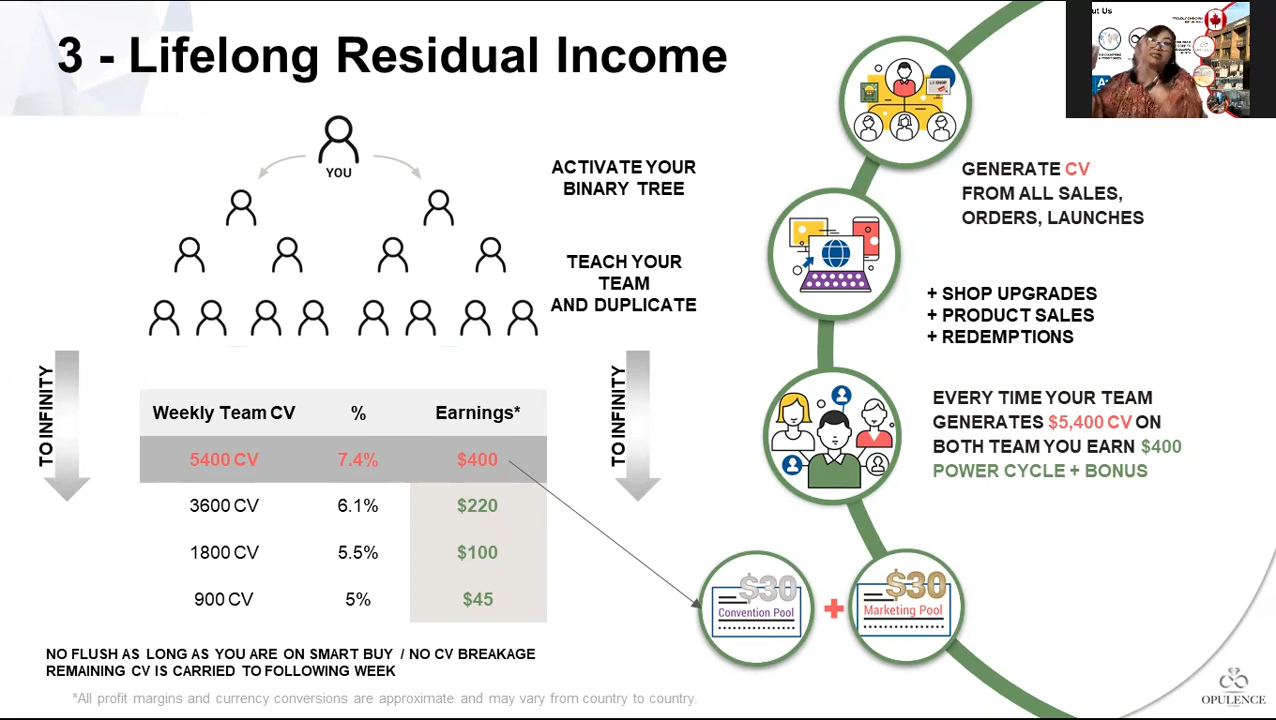 3 - Lifelong Residual Income
YOU
ACTIVATE YOUR
BINARY TREE
TEACH YOUR
TEAM
AND DUPLICATE
TO INFINITY
TO INFINITY
Weekly Team CV % Earnings*
5400 CV 7.4% $400
3600 CV 6.1% $220
1800 CV 5.5% $100
900 CV 5% $45
NO FLUSH AS LONG AS YOU ARE ON SMART BUY / NO CV BREAKAGE
REMAINING CV IS CARRIED TO FOLLOWING WEEK
*All profit margins and currency conversions are approximate and may vary from country to country.
GENERATE CV
FROM ALL SALES,
ORDERS, LAUNCHES
+ SHOP UPGRADES
+ PRODUCT SALES
+ REDEMPTIONS
EVERY TIME YOUR TEAM
GENERATES $5,400 CV ON
BOTH TEAM YOU EARN $400
POWER CYCLE + BONUS
$30
Convention Pool
+
$30
Marketing Pool
OPULENCE
ut Us